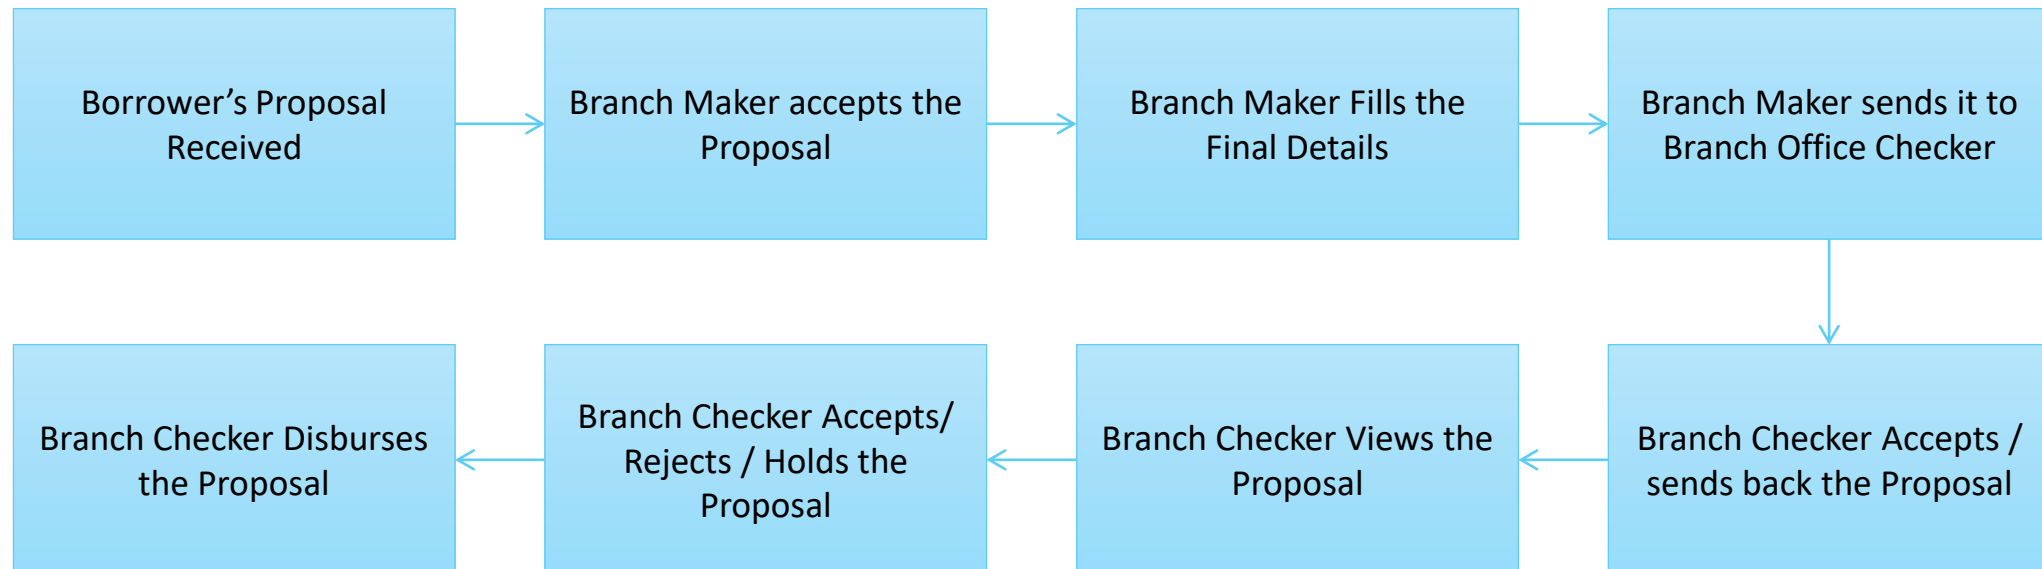 Borrower’s Proposal
Received
Branch Maker accepts the
Proposal
Branch Maker Fills the
Final Details
Branch Maker sends it to
Branch Office Checker
Branch Checker Accepts /
sends back the Proposal
Branch Checker Views the
Proposal
Branch Checker Accepts/
Rejects / Holds the
Proposal
Branch Checker Disburses
the Proposal